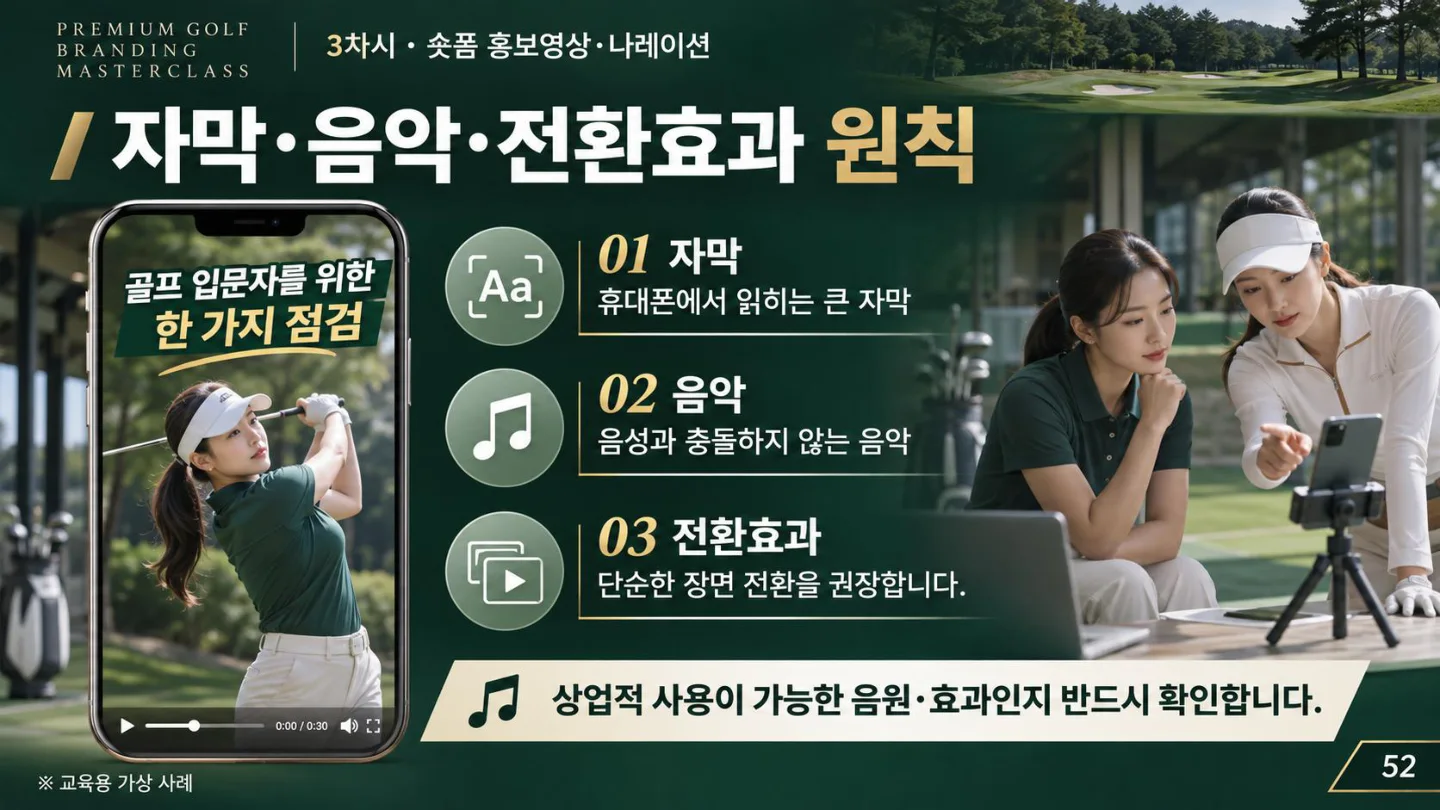 PREMIUM GOLF
BRANDING
MASTERCLASS
3차시 · 숏폼 홍보영상·나레이션
자막·음악·전환효과 원칙
골프 입문자를 위한
한 가지 점검
0:00 / 0:30
Aa
01 자막
휴대폰에서 읽히는 큰 자막
02 음악
음성과 충돌하지 않는 음악
03 전환효과
단순한 장면 전환을 권장합니다.
상업적 사용이 가능한 음원·효과인지 반드시 확인합니다.
※ 교육용 가상 사례
52